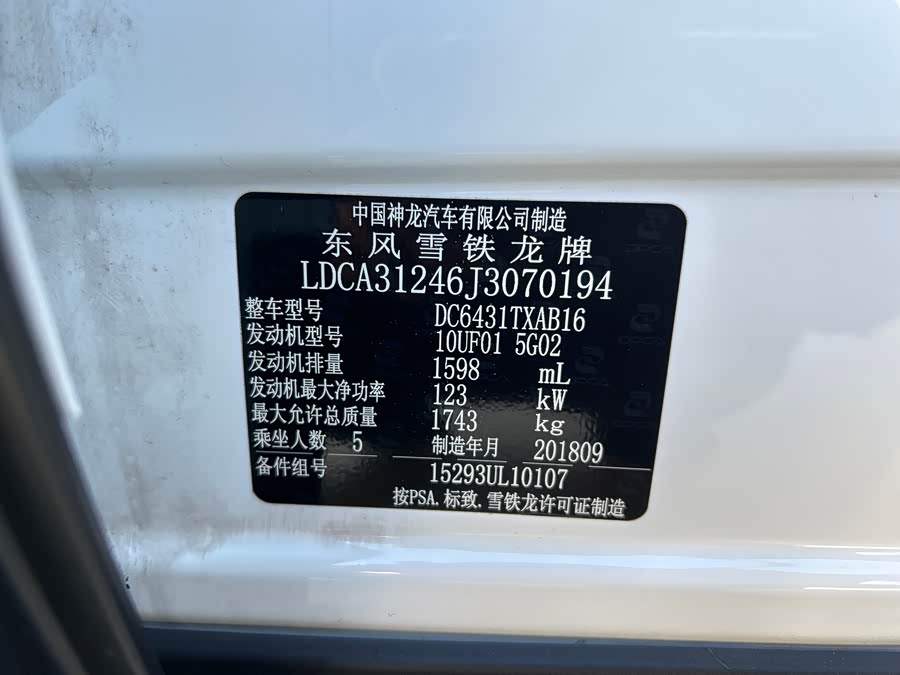 中国神龙汽车有限公司制造
东风雪铁龙牌
LDCA31246J3070194
整车型号 DC6431TXAB16
发动机型号 10UF01 5G02
发动机排量 1598 mL
发动机最大净功率 123 kW
最大允许总质量 1743 kg
乘坐人数 5 制造年月 201809
备件组号 15293UL10107
按PSA.标致.雪铁龙许可证制造